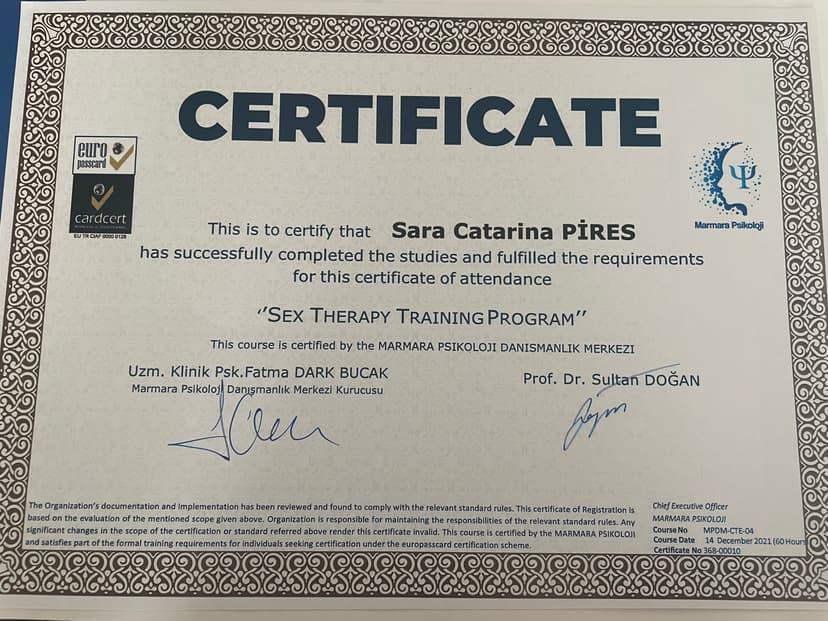 CERTIFICATE
euro
passcard
cardcert
EU TR CIAF 0000 0128
Marmara Psikoloji
This is to certify that Sara Catarina PİRES
has successfully completed the studies and fulfilled the requirements
for this certificate of attendance
‘’SEX THERAPY TRAINING PROGRAM’’
This course is certified by the MARMARA PSIKOLOJI DANISMANLIK MERKEZI
Uzm. Klinik Psk.Fatma DARK BUCAK
Marmara Psikoloji Danışmanlık Merkezi Kurucusu
Prof. Dr. Sultan DOĞAN
The Organization's documentation and Implementation has been reviewed and found to comply with the relevant standard rules. This certificate of Registration is
based on the evaluation of the mentioned scope given above. Organization is responsible for maintaining the responsibilities of the relevant standard rules. Any
significant changes in the scope of the certification or standard referred above render this certificate invalid. This course is certified by the MARMARA PSIKOLOJI
and satisfies part of the formal training requirements for individuals seeking certification under the europasscard certification scheme.
Chief Executive Officer
MARMARA PSIKOLOJI
Course No MPDM-CTE-04
Course Date 14 December 2021 (60 Hours
Certificate No 368-00010